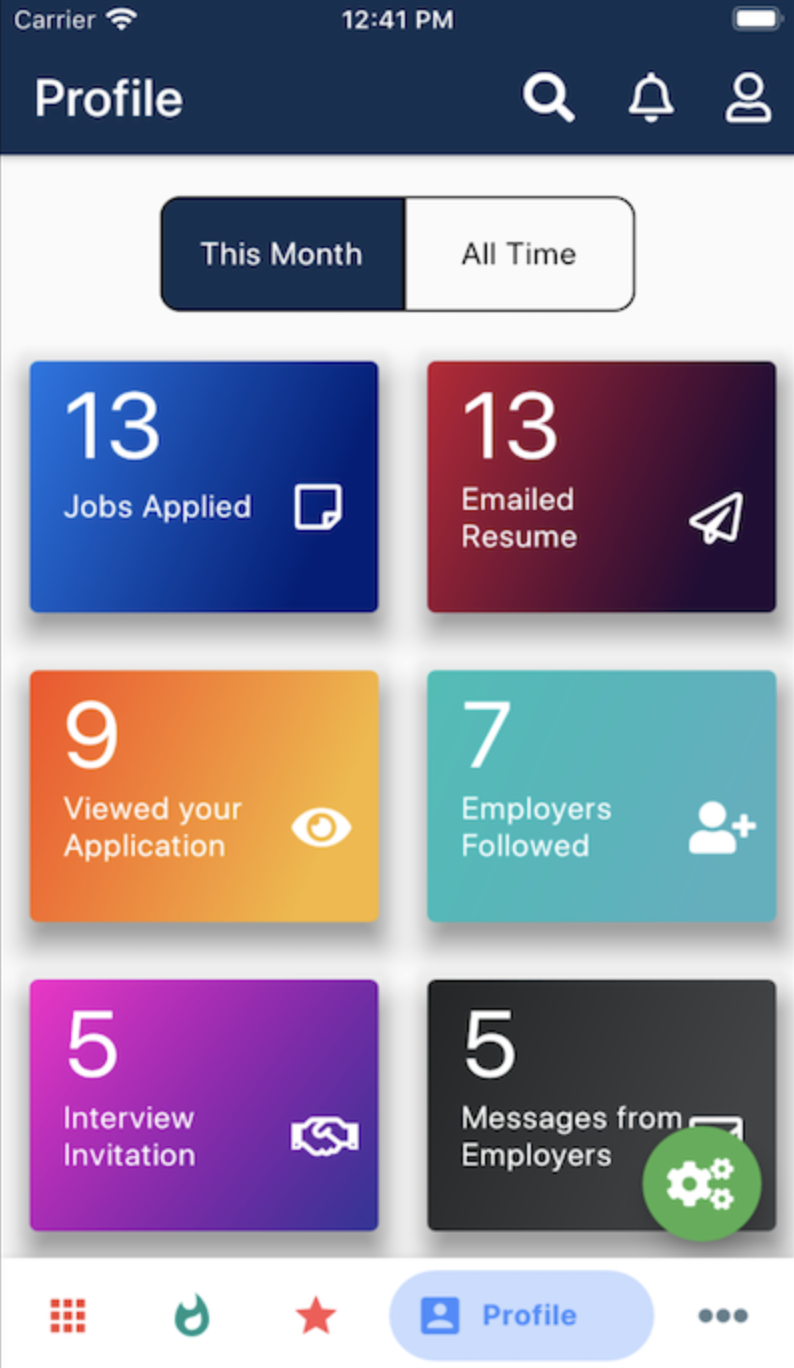 Carrier 12:41 PM
Profile
This Month All Time
13 13
Jobs Applied
Emailed
Resume
9 7
Viewed your
Application
Employers
Followed
5 5
Interview
Invitation
Messages from
Employers
Profile